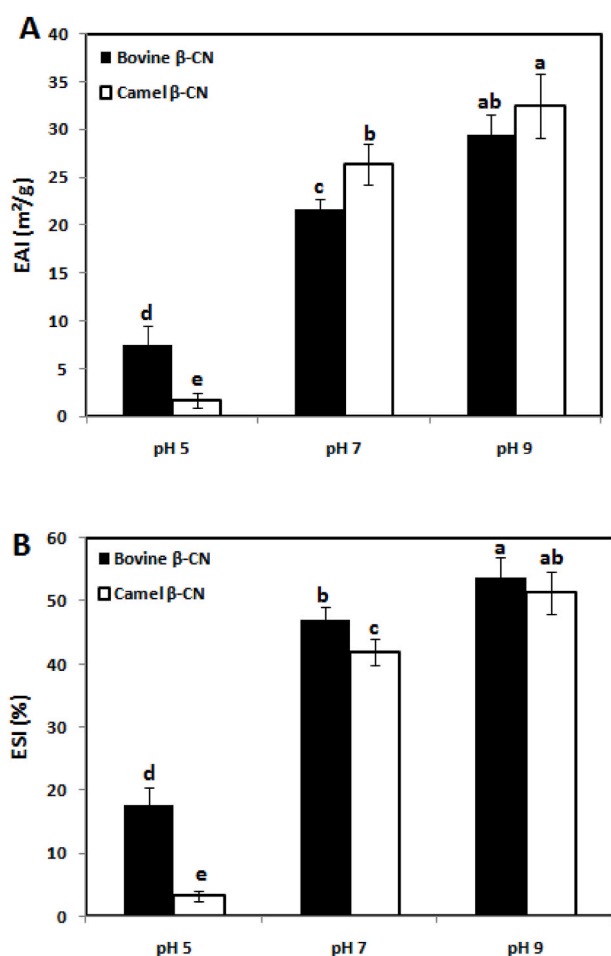 A
40
35
30
25
20
15
10
5
0
EAI (m²/g)
Bovine β-CN
Camel β-CN
d
e
c
b
ab
a
pH 5
pH 7
pH 9
B
60
50
40
30
20
10
0
ESI (%)
Bovine β-CN
Camel β-CN
d
e
b
c
a
ab
pH 5
pH 7
pH 9